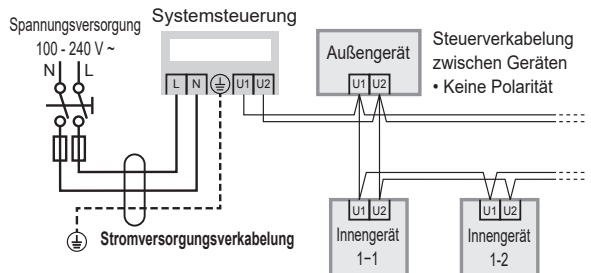 Spannungsversorgung
100 - 240 V ~
N L
Systemsteuerung
L N U1 U2
Außengerät
U1 U2
Steuerverkabelung
zwischen Geräten
• Keine Polarität
Stromversorgungsverkabelung
U1 U2
Innengerät
1−1
U1 U2
Innengerät
1-2